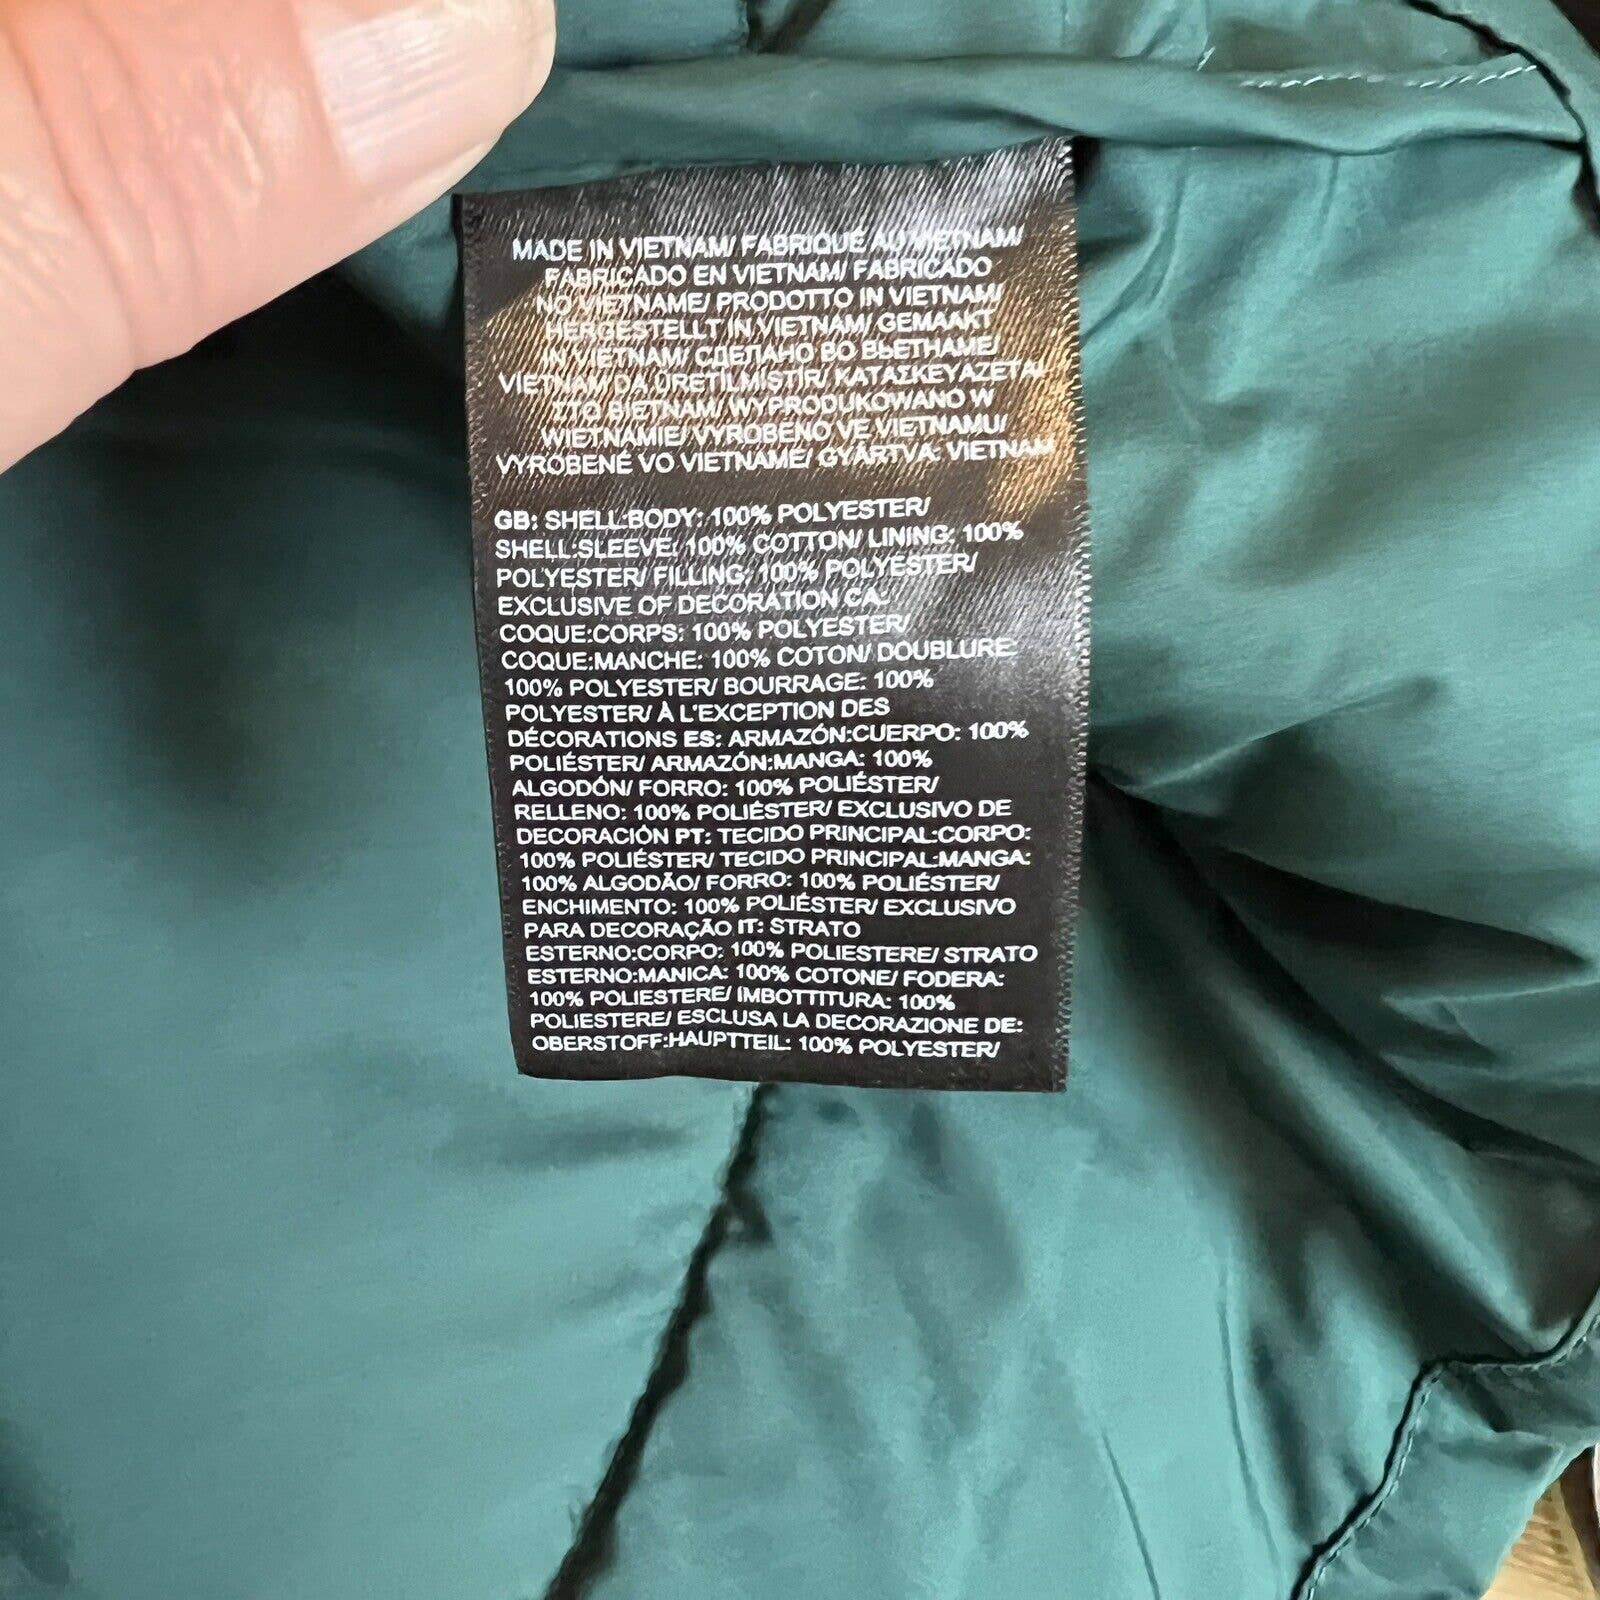 MADE IN VIETNAM/ FABRIQUÉ AU VIETNAM/
FABRICADO EN VIETNAM/ FABRICADO
NO VIETNAME/ PRODOTTO IN VIETNAM/
HERGESTELLT IN VIETNAM/ GEMAAKT
IN VIETNAM/ СДЕЛАНО ВО ВЬЕТНАМЕ/
VIETNAM DA ÜRETİLMİŞTİR/ ΚΑΤΑΣΚΕΥΑΖΕΤΑΙ
ΣΤΟ ΒΙΕΤΝΑΜ/ WYPRODUKOWANO W
WIETNAMIE/ VYROBENO VE VIETNAMU/
VYROBENÉ VO VIETNAME/ GYÁRTVA: VIETNAM
GB: SHELL:BODY: 100% POLYESTER/
SHELL:SLEEVE: 100% COTTON/ LINING: 100%
POLYESTER/ FILLING: 100% POLYESTER/
EXCLUSIVE OF DECORATION CA:
COQUE:CORPS: 100% POLYESTER/
COQUE:MANCHE: 100% COTON/ DOUBLURE:
100% POLYESTER/ BOURRAGE: 100%
POLYESTER/ À L'EXCEPTION DES
DÉCORATIONS ES: ARMAZÓN:CUERPO: 100%
POLIÉSTER/ ARMAZÓN:MANGA: 100%
ALGODÓN/ FORRO: 100% POLIÉSTER/
RELLENO: 100% POLIÉSTER/ EXCLUSIVO DE
DECORACIÓN PT: TECIDO PRINCIPAL:CORPO:
100% POLIÉSTER/ TECIDO PRINCIPAL:MANGA:
100% ALGODÃO/ FORRO: 100% POLIÉSTER/
ENCHIMENTO: 100% POLIÉSTER/ EXCLUSIVO
PARA DECORAÇÃO IT: STRATO
ESTERNO:CORPO: 100% POLIESTERE/ STRATO
ESTERNO:MANICA: 100% COTONE/ FODERA:
100% POLIESTERE/ IMBOTTITURA: 100%
POLIESTERE/ ESCLUSA LA DECORAZIONE DE:
OBERSTOFF:HAUPTTEIL: 100% POLYESTER/